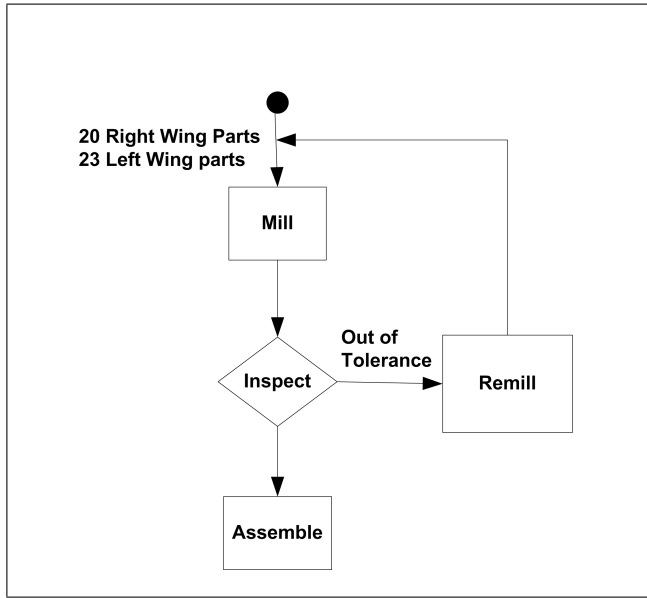 20 Right Wing Parts
23 Left Wing parts
Mill
Out of
Tolerance
Inspect
Remill
Assemble